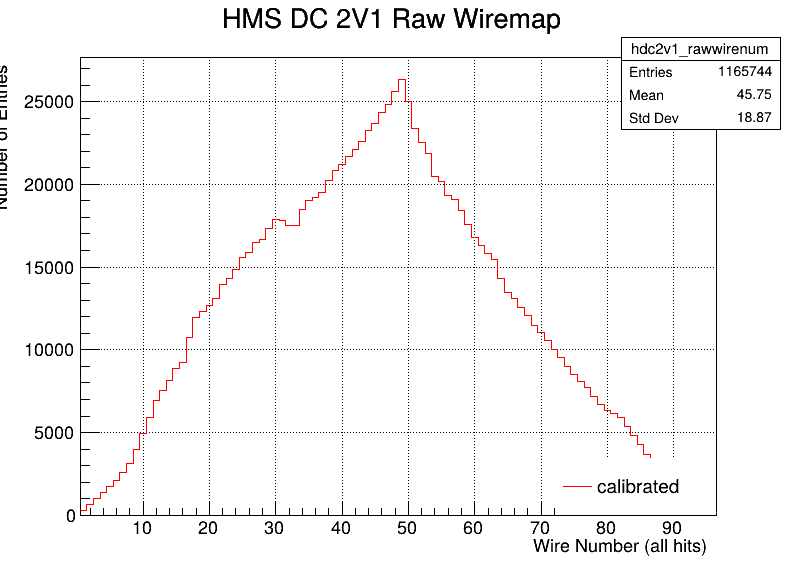 HMS DC 2V1 Raw Wiremap
hdc2v1_rawwirenum
Entries 1165744
Mean 45.75
Std Dev 18.87
Number of Entries
25000
20000
15000
10000
5000
0
calibrated
10 20 30 40 50 60 70 80 90
Wire Number (all hits)